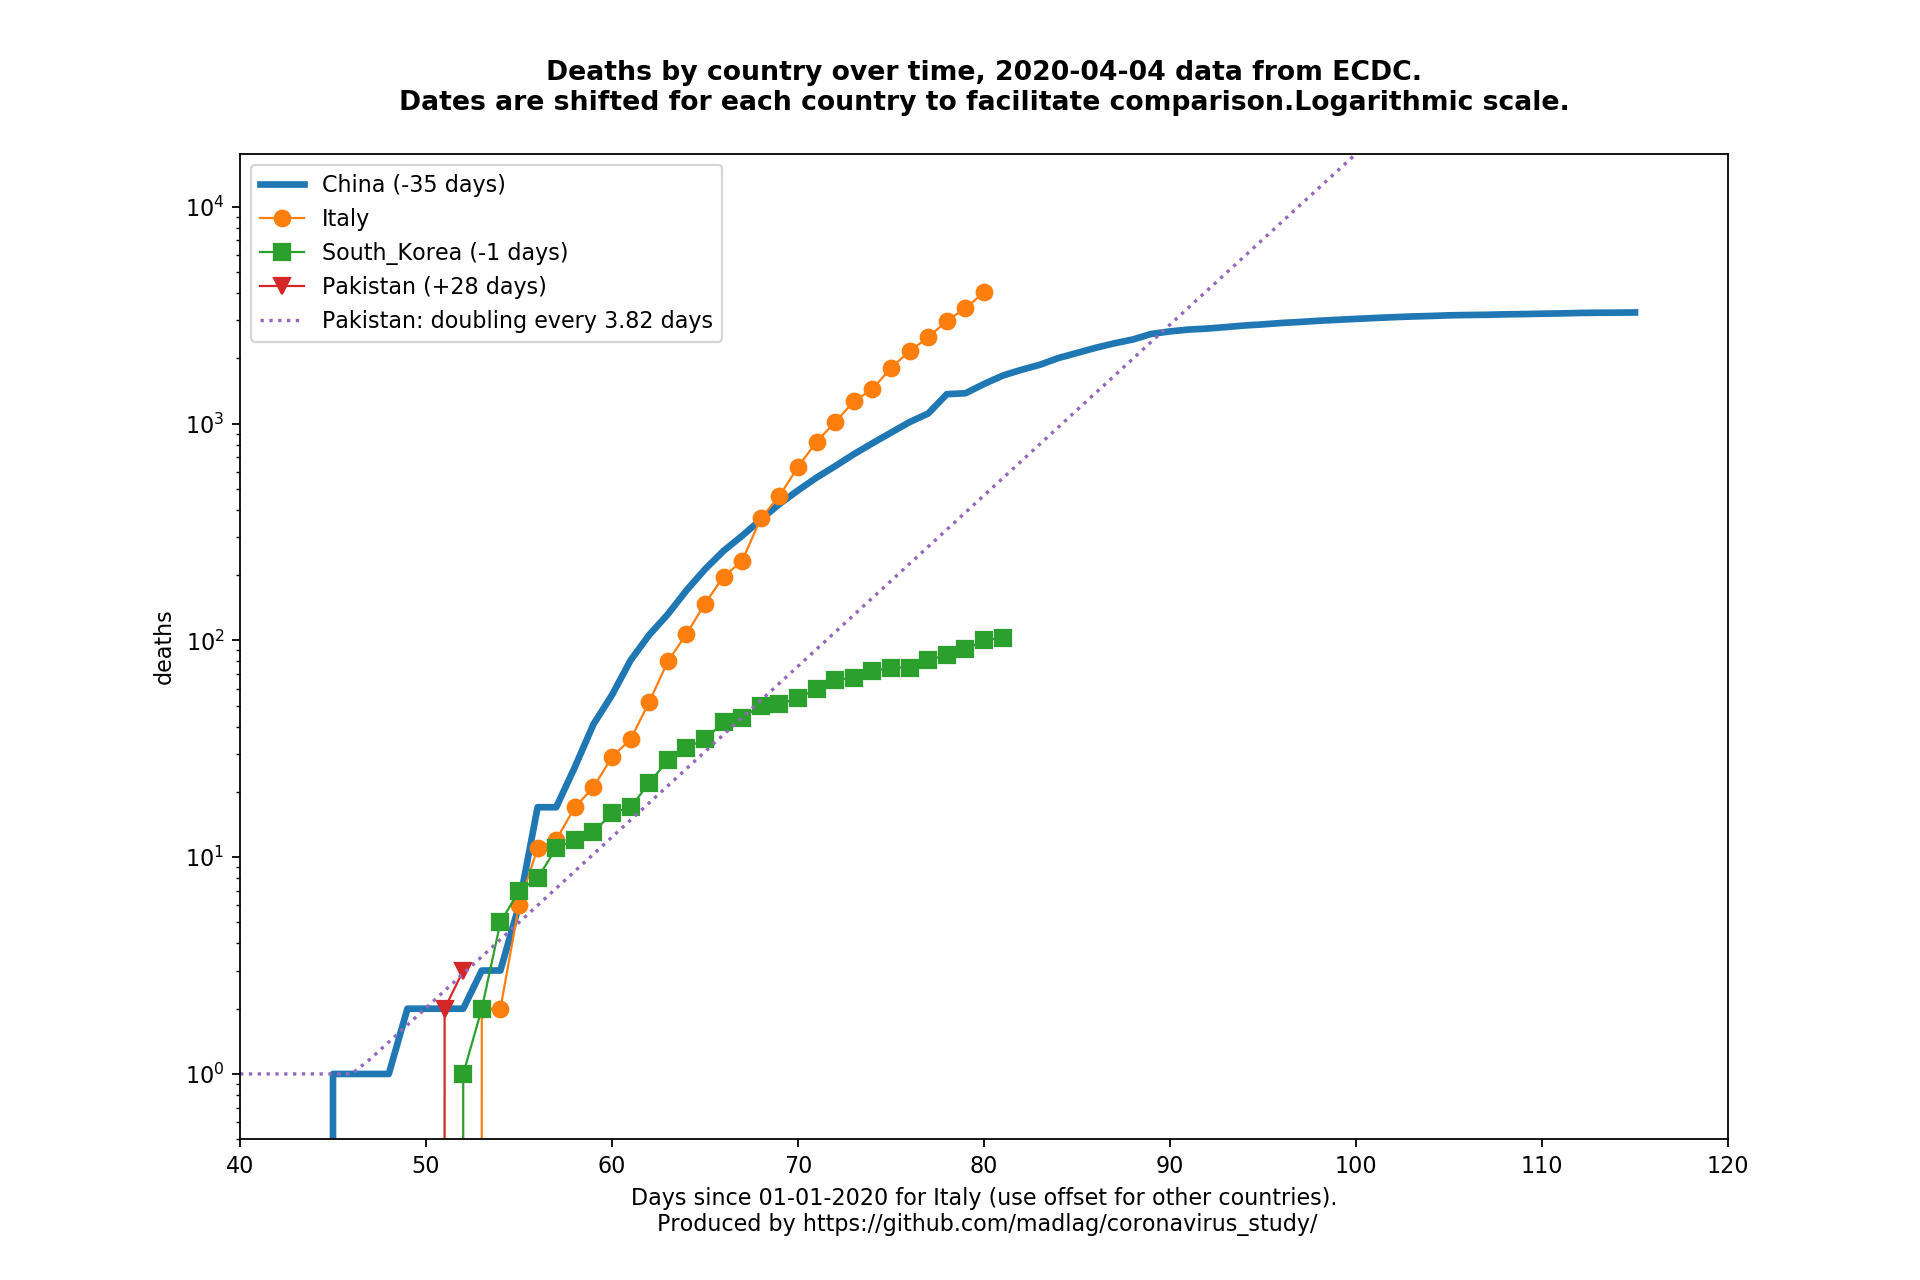 Deaths by country over time, 2020-04-04 data from ECDC.
Dates are shifted for each country to facilitate comparison.Logarithmic scale.
China (-35 days)
Italy
South_Korea (-1 days)
Pakistan (+28 days)
Pakistan: doubling every 3.82 days
deaths
10⁴
10³
10²
10¹
10⁰
40 50 60 70 80 90 100 110 120
Days since 01-01-2020 for Italy (use offset for other countries).
Produced by https://github.com/madlag/coronavirus_study/